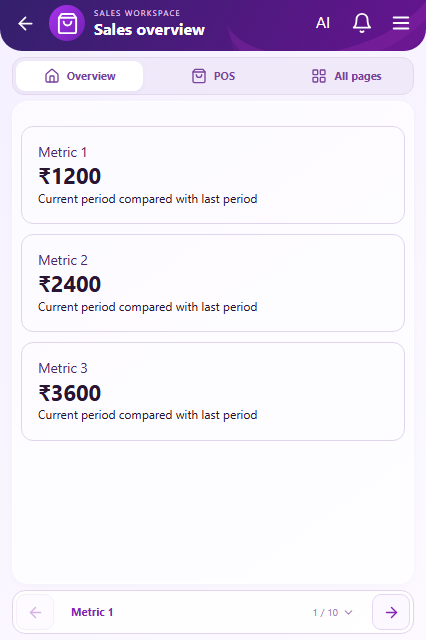 SALES WORKSPACE
Sales overview
AI
Overview
POS
All pages
Metric 1
₹1200
Current period compared with last period
Metric 2
₹2400
Current period compared with last period
Metric 3
₹3600
Current period compared with last period
Metric 1
1 / 10